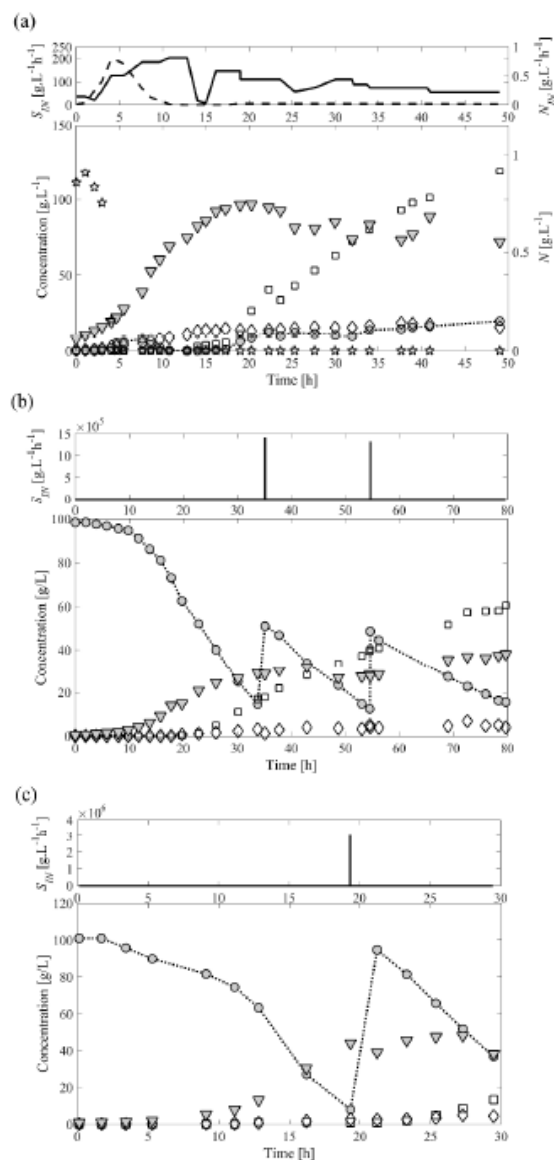 (a)
S_IN [g.L⁻¹h⁻¹]
250
200
150
100
50
0
1
0.5
0
N_IN [g.L⁻¹h⁻¹]
0 5 10 15 20 25 30 35 40 45 50
Concentration [g.L⁻¹]
150
100
50
0
1
0.5
0
N [g.L⁻¹]
0 5 10 15 20 25 30 35 40 45 50
Time [h]
(b)
×10⁵
S_IN [g.L⁻¹h⁻¹]
15
10
5
0
0 10 20 30 40 50 60 70 80
Concentration [g/L]
100
80
60
40
20
0
0 10 20 30 40 50 60 70 80
Time [h]
(c)
S_IN [g.L⁻¹h⁻¹]
4
3
2
1
0
0 5 10 15 20 25 30
Concentration [g/L]
120
100
80
60
40
20
0
0 5 10 15 20 25 30
Time [h]